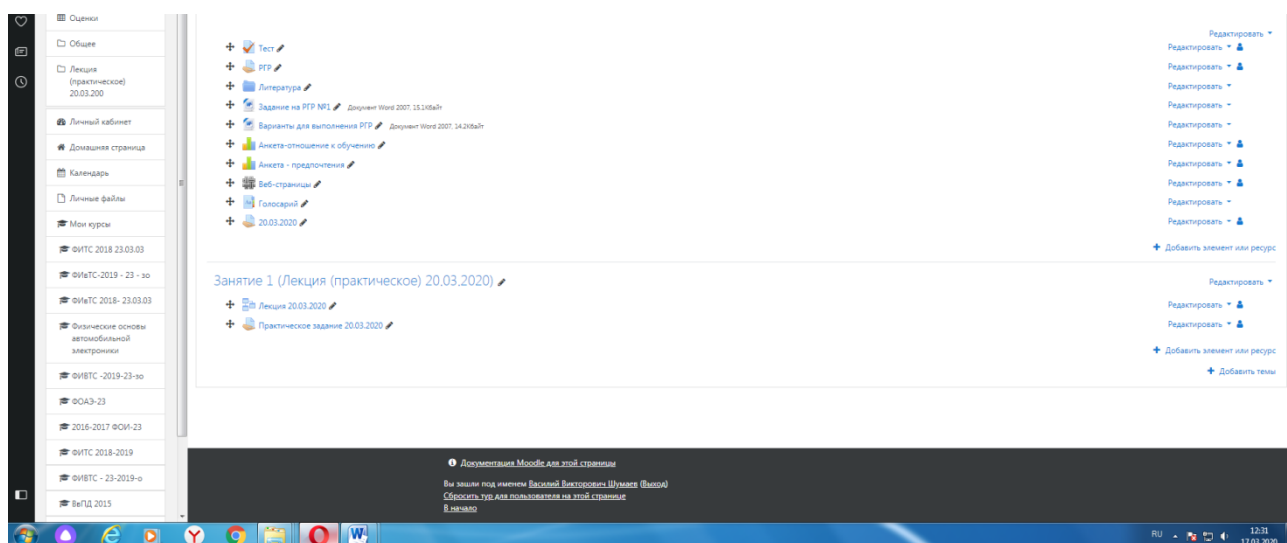 Оценки
Общее
Лекция
(практическое)
20.03.200
Личный кабинет
Домашняя страница
Календарь
Личные файлы
Мои курсы
ФИТС 2018 23.03.03
ФИвТС-2019 - 23 - зо
ФИвТС 2018- 23.03.03
Физические основы
автомобильной
электроники
ФИВТС -2019-23-зо
ФОАЭ-23
2016-2017 ФОИ-23
ФИТС 2018-2019
ФИВТС - 23-2019-о
ВвПД 2015
Редактировать
Тест Редактировать
РГР Редактировать
Литература Редактировать
Задание на РГР №1 Документ Word 2007, 15.1Кбайт Редактировать
Варианты для выполнения РГР Документ Word 2007, 14.2Кбайт Редактировать
Анкета-отношение к обучению Редактировать
Анкета - предпочтения Редактировать
Веб-страницы Редактировать
Голосарий Редактировать
20.03.2020 Редактировать
Добавить элемент или ресурс
Занятие 1 (Лекция (практическое) 20.03.2020) Редактировать
Лекция 20.03.2020 Редактировать
Практическое задание 20.03.2020 Редактировать
Добавить элемент или ресурс
Добавить темы
Документация Moodle для этой страницы
Вы зашли под именем Василий Викторович Шумаев (Выход)
Сбросить тур для пользователя на этой странице
В начало
RU 12:31
17.03.2020